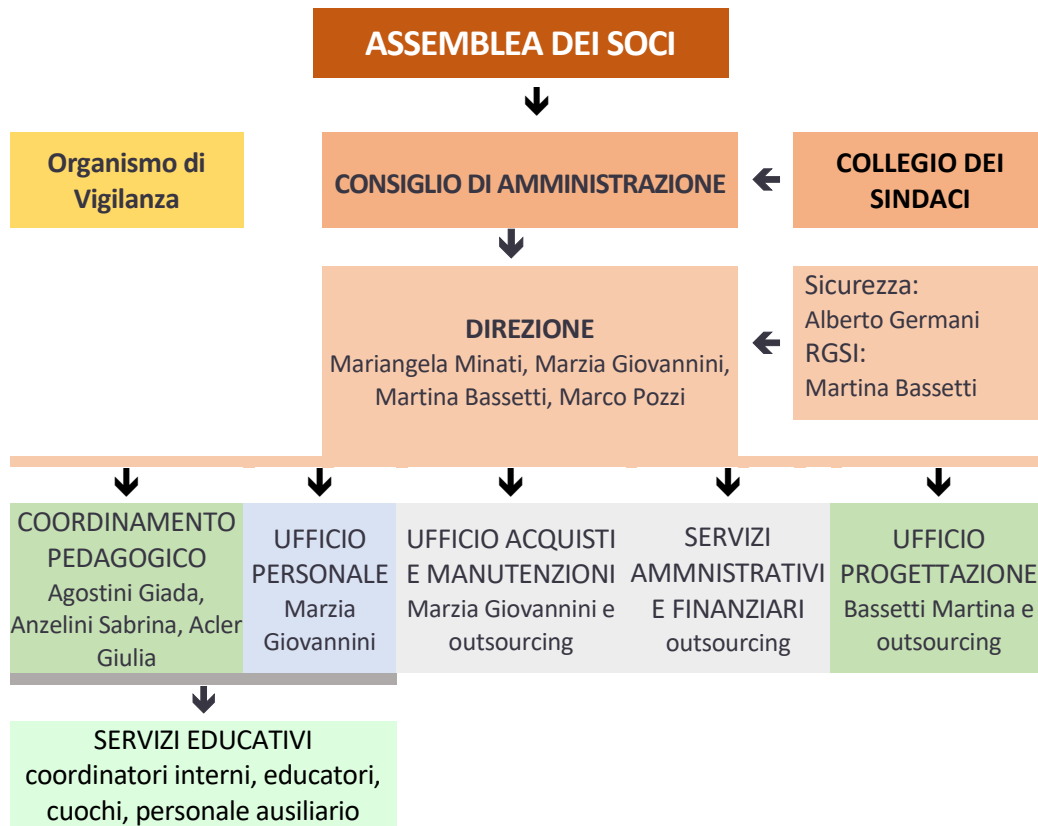 ASSEMBLEA DEI SOCI
Organismo di
Vigilanza
CONSIGLIO DI AMMINISTRAZIONE
COLLEGIO DEI
SINDACI
DIREZIONE
Mariangela Minati, Marzia Giovannini,
Martina Bassetti, Marco Pozzi
Sicurezza:
Alberto Germani
RGSI:
Martina Bassetti
COORDINAMENTO
PEDAGOGICO
Agostini Giada,
Anzelini Sabrina, Acler
Giulia
UFFICIO
PERSONALE
Marzia
Giovannini
UFFICIO ACQUISTI
E MANUTENZIONI
Marzia Giovannini e
outsourcing
SERVIZI
AMMNISTRATIVI
E FINANZIARI
outsourcing
UFFICIO
PROGETTAZIONE
Bassetti Martina e
outsourcing
SERVIZI EDUCATIVI
coordinatori interni, educatori,
cuochi, personale ausiliario